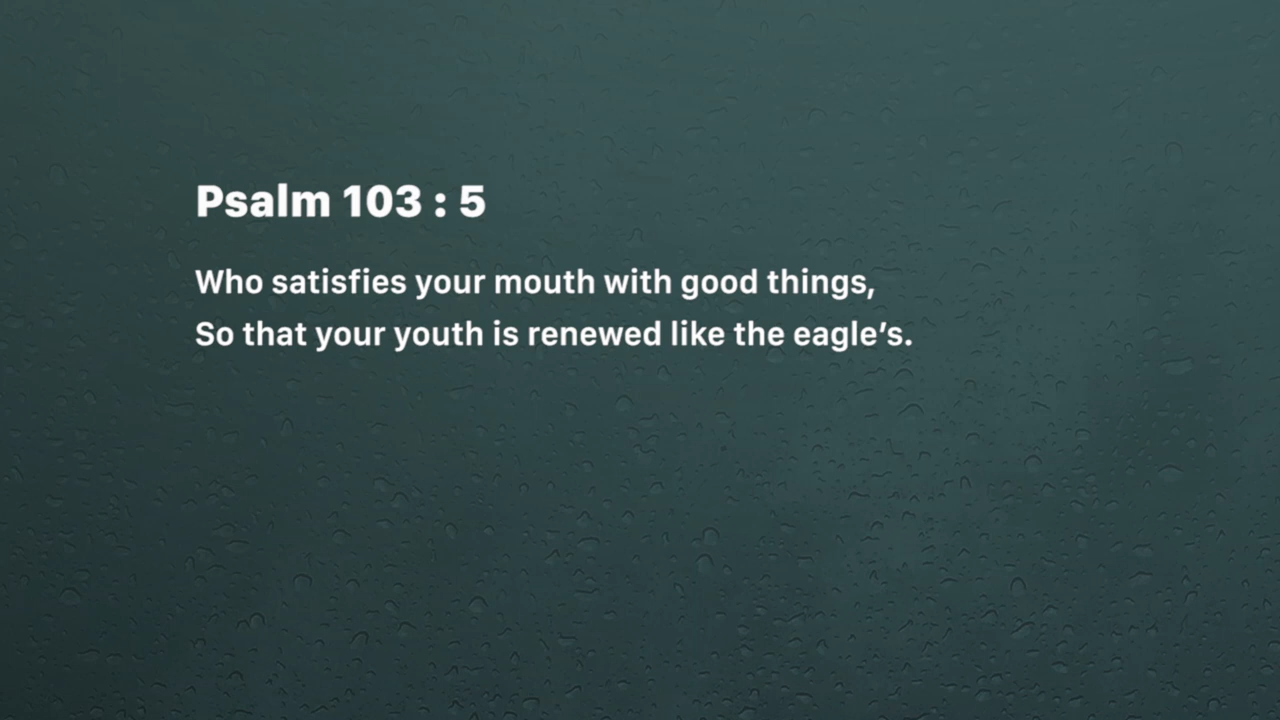 Psalm 103 : 5
Who satisfies your mouth with good things,
So that your youth is renewed like the eagle’s.